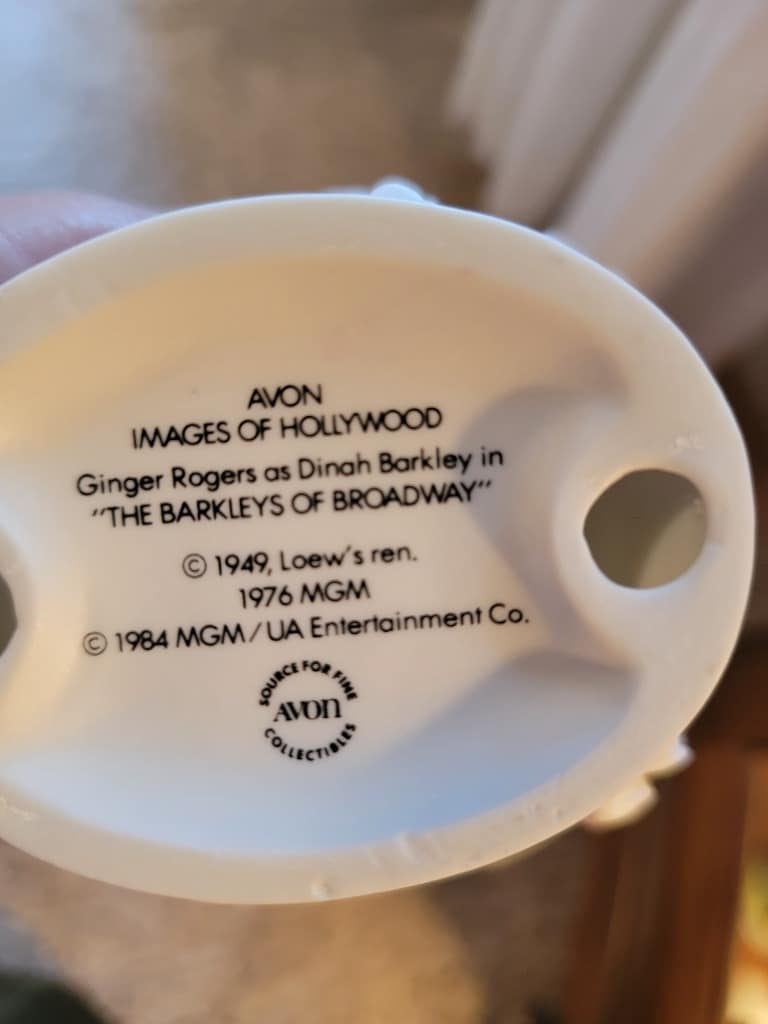 AVON
IMAGES OF HOLLYWOOD
Ginger Rogers as Dinah Barkley in
"THE BARKLEYS OF BROADWAY"
© 1949, Loew's ren.
1976 MGM
© 1984 MGM/UA Entertainment Co.
SOURCE FOR FINE
AVON
COLLECTIBLES